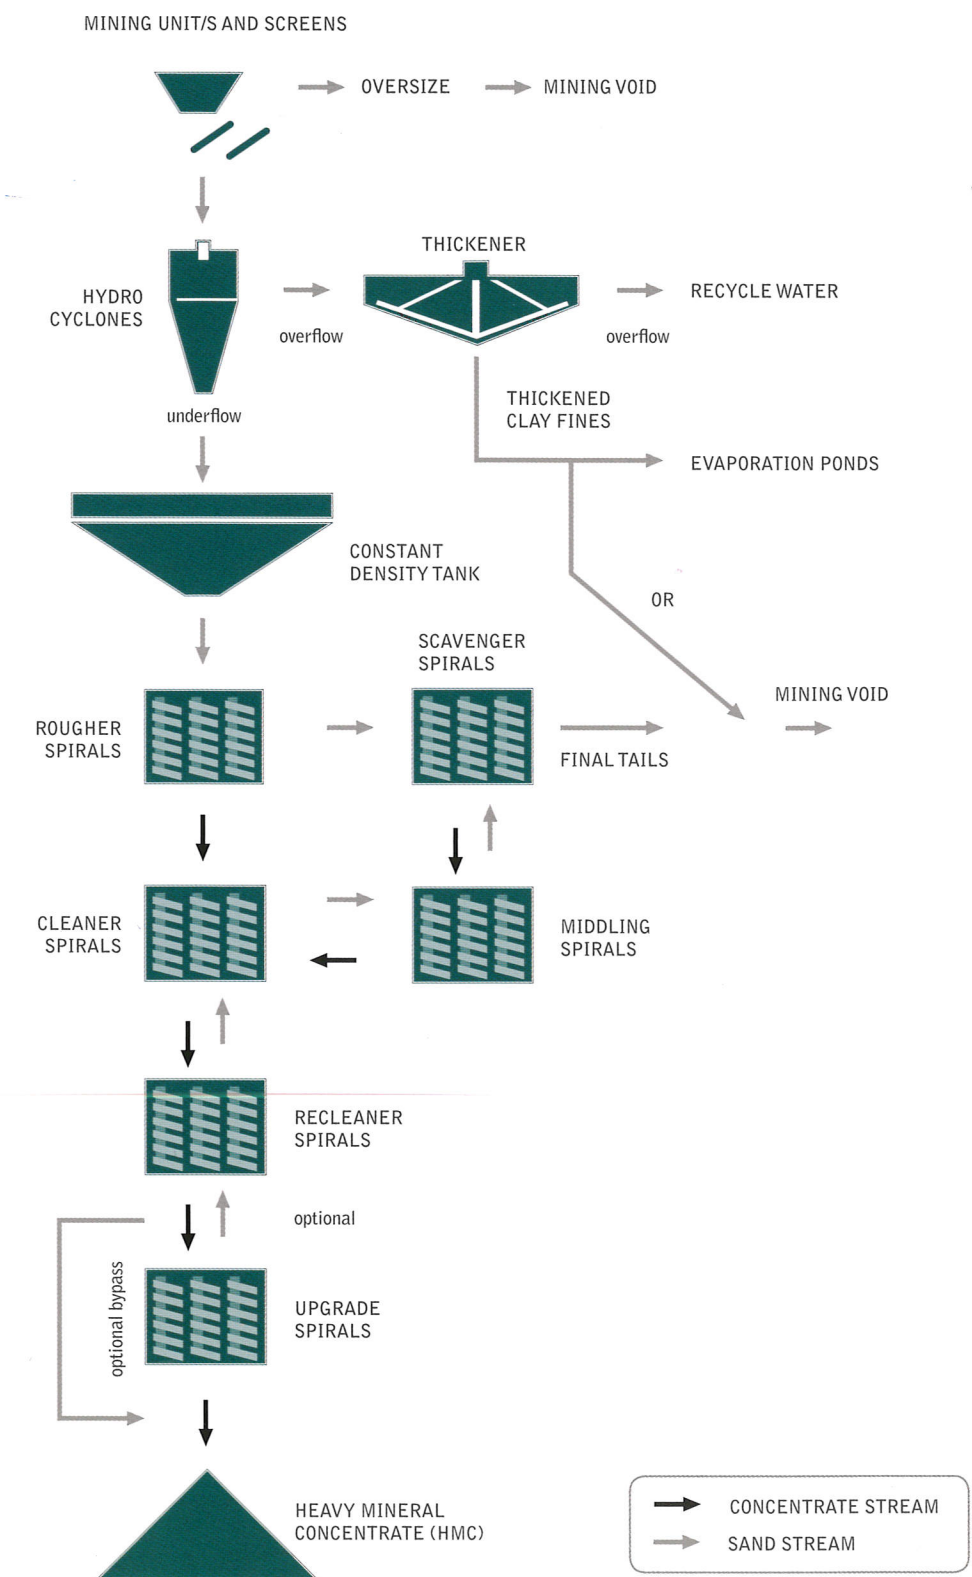 MINING UNIT/S AND SCREENS
OVERSIZE
MINING VOID
THICKENER
HYDRO
CYCLONES
RECYCLE WATER
overflow
overflow
underflow
THICKENED
CLAY FINES
EVAPORATION PONDS
CONSTANT
DENSITY TANK
OR
SCAVENGER
SPIRALS
MINING VOID
ROUGHER
SPIRALS
FINAL TAILS
CLEANER
SPIRALS
MIDDLING
SPIRALS
RECLEANER
SPIRALS
optional
optional bypass
UPGRADE
SPIRALS
HEAVY MINERAL
CONCENTRATE (HMC)
CONCENTRATE STREAM
SAND STREAM